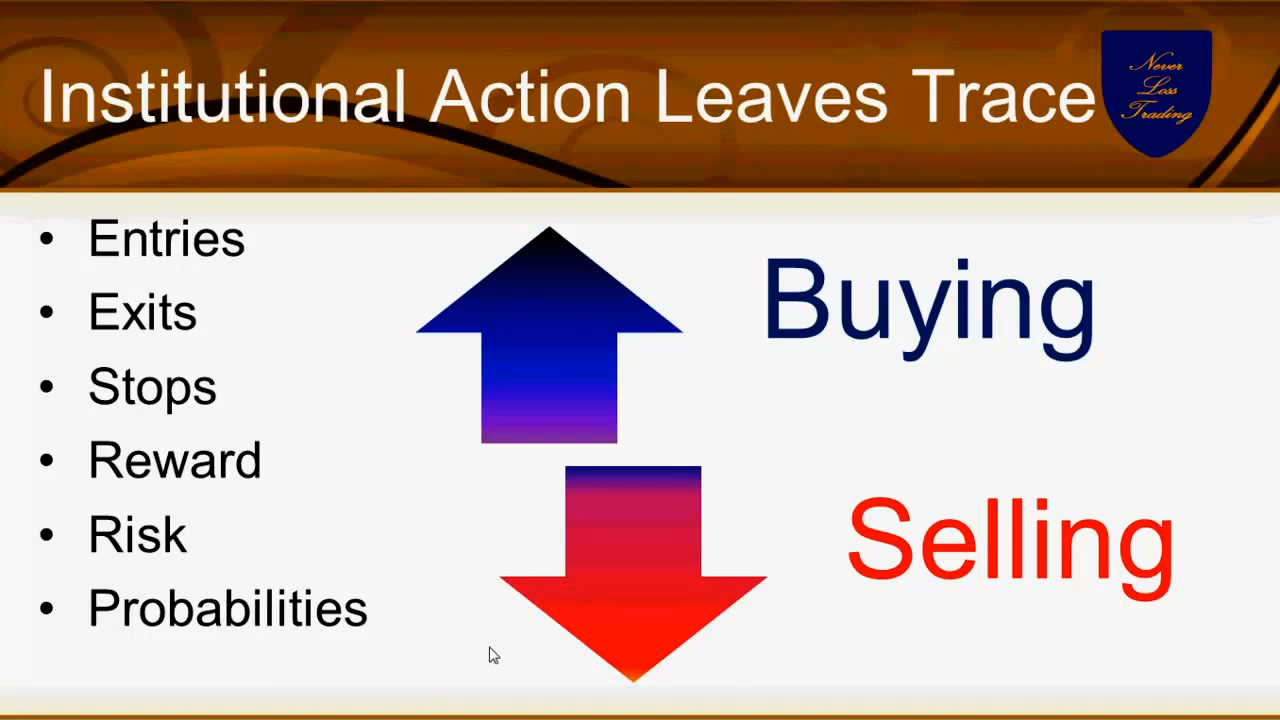 Institutional Action Leaves Trace
Never
Loss
Trading
• Entries
• Exits
• Stops
• Reward
• Risk
• Probabilities
Buying
Selling